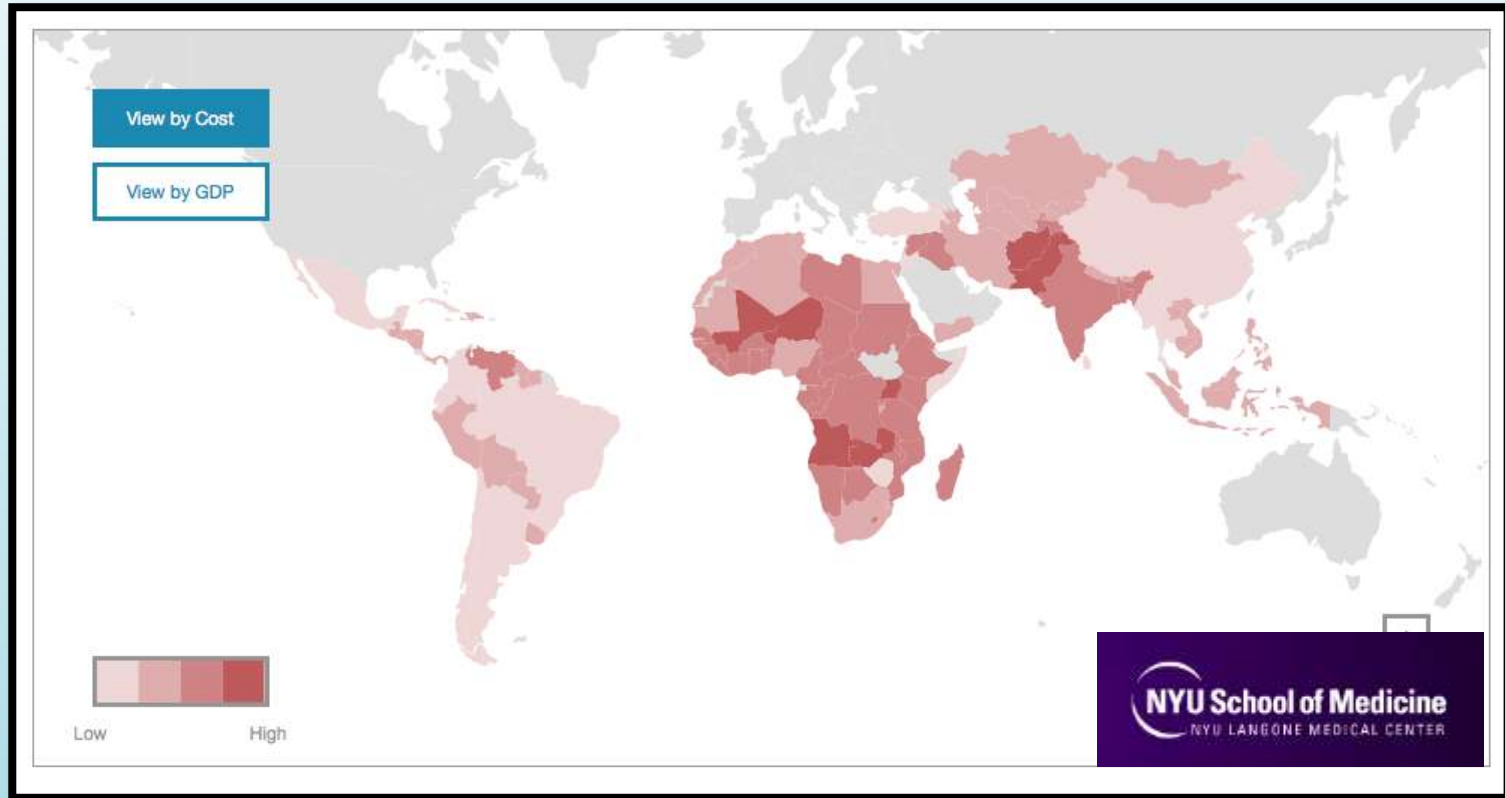 View by Cost
View by GDP
Low High
NYU School of Medicine
NYU LANGONE MEDICAL CENTER